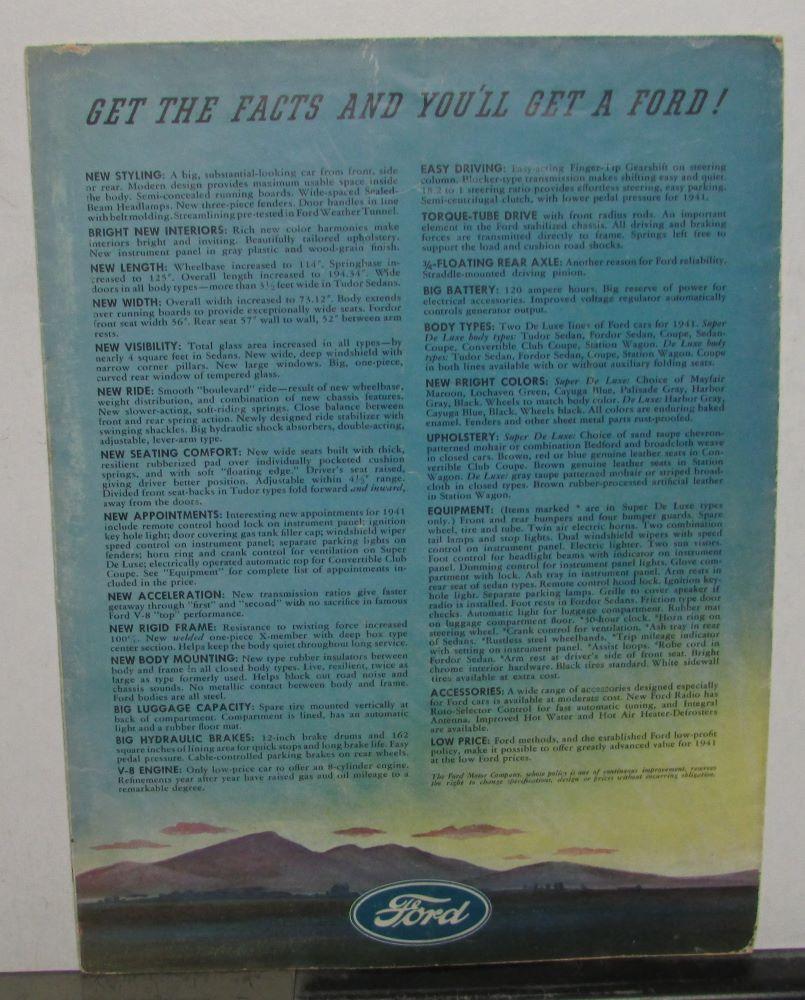 GET THE FACTS AND YOU'LL GET A FORD!
NEW STYLING: A big, substantial-looking car from front, side
or rear. Modern design provides maximum usable space inside
the body. Semi-concealed running boards. Wide-spaced Sealed-
Beam Headlamps. New three-piece fenders. Door handles in line
with belt molding. Streamlining pre-tested in Ford Weather Tunnel.
BRIGHT NEW INTERIORS: Rich new color harmonies make
interiors bright and inviting. Beautifully tailored upholstery.
New instrument panel in gray plastic and wood-grain finish.
NEW LENGTH: Wheelbase increased to 114". Springbase in-
creased to 125". Overall length increased to 194.34". Wide
doors in all body types—more than 3½ feet wide in Tudor Sedans.
NEW WIDTH: Overall width increased to 73.12". Body extends
over running boards to provide exceptionally wide seats. Fordor
front seat width 56". Rear seat 57" wall to wall, 52" between arm
rests.
NEW VISIBILITY: Total glass area increased in all types—by
nearly 4 square feet in Sedans. New wide, deep windshield with
narrow corner pillars. New large windows. Big, one-piece,
curved rear window of tempered glass.
NEW RIDE: Smooth "boulevard" ride—result of new wheelbase,
weight distribution, and combination of new chassis features.
New slower-acting, soft-riding springs. Close balance between
front and rear spring action. Newly designed ride stabilizer with
swinging shackles. Big hydraulic shock absorbers, double-acting,
adjustable, lever-arm type.
NEW SEATING COMFORT: New wide seats built with thick,
resilient rubberized pad over individually pocketed cushion
springs, and with soft "floating edge." Driver's seat raised,
giving driver better position. Adjustable within 4½" range.
Divided front seat-backs in Tudor types fold forward and inward,
away from the doors.
NEW APPOINTMENTS: Interesting new appointments for 1941
include remote control hood lock on instrument panel; ignition
key hole light; door covering gas tank filler cap; windshield wiper
speed control on instrument panel; separate parking lights on
fenders; horn ring and crank control for ventilation on Super
De Luxe; electrically operated automatic top for Convertible Club
Coupe. See "Equipment" for complete list of appointments in-
cluded in the price.
NEW ACCELERATION: New transmission ratios give faster
getaway through "first" and "second" with no sacrifice in famous
Ford V-8 "top" performance.
NEW RIGID FRAME: Resistance to twisting force increased
100%. New welded one-piece X-member with deep box type
center section. Helps keep the body quiet throughout long service.
NEW BODY MOUNTING: New type rubber insulators between
body and frame in all closed body types. Live, resilient, twice as
large as type formerly used. Helps block out road noise and
chassis sounds. No metallic contact between body and frame.
Ford bodies are all steel.
BIG LUGGAGE CAPACITY: Spare tire mounted vertically at
back of compartment. Compartment is lined, has an automatic
light and a rubber floor mat.
BIG HYDRAULIC BRAKES: 12-inch brake drums and 162
square inches of lining area for quick stops and long brake life. Easy
pedal pressure. Cable-controlled parking brakes on rear wheels.
V-8 ENGINE: Only low-price car to offer an 8-cylinder engine.
Refinements year after year have raised gas and oil mileage to a
remarkable degree.
EASY DRIVING: Easy-acting Finger-Tip Gearshift on steering
column. Blocker-type transmission makes shifting easy and quiet.
18.2 to 1 steering ratio provides effortless steering, easy parking.
Semi-centrifugal clutch, with lower pedal pressure for 1941.
TORQUE-TUBE DRIVE with front radius rods. An important
element in the Ford stabilized chassis. All driving and braking
forces are transmitted directly to frame. Springs left free to
support the load and cushion road shocks.
¾-FLOATING REAR AXLE: Another reason for Ford reliability.
Straddle-mounted driving pinion.
BIG BATTERY: 120 ampere hours. Big reserve of power for
electrical accessories. Improved voltage regulator automatically
controls generator output.
BODY TYPES: Two De Luxe lines of Ford cars for 1941. Super
De Luxe body types: Tudor Sedan, Fordor Sedan, Coupe, Sedan-
Coupe, Convertible Club Coupe, Station Wagon. De Luxe body
types: Tudor Sedan, Fordor Sedan, Coupe, Station Wagon. Coupe
in both lines available with or without auxiliary folding seats.
NEW BRIGHT COLORS: Super De Luxe: Choice of Mayfair
Maroon, Lochaven Green, Cayuga Blue, Palisade Gray, Harbor
Gray, Black. Wheels to match body color. De Luxe: Harbor Gray,
Cayuga Blue, Black. Wheels black. All colors are enduring baked
enamel. Fenders and other sheet metal parts rust-proofed.
UPHOLSTERY: Super De Luxe: Choice of sand taupe chevron-
patterned mohair or combination Bedford and broadcloth weave
in closed cars. Brown, red or blue genuine leather seats in Con-
vertible Club Coupe. Brown genuine leather seats in Station
Wagon. De Luxe: gray taupe patterned mohair or striped broad-
cloth in closed types. Brown rubber-processed artificial leather
in Station Wagon.
EQUIPMENT: (Items marked * are in Super De Luxe types
only.) Front and rear bumpers and four bumper guards. Spare
wheel, tire and tube. Twin air electric horns. Two combination
tail lamps and stop lights. Dual windshield wipers with speed
control on instrument panel. Electric lighter. Two sun visors.
Foot control for headlight beams with indicator on instrument
panel. Dimming control for instrument panel lights. Glove com-
partment with lock. Ash tray in instrument panel. Arm rests in
rear seat of sedan types. Remote control hood lock. Ignition key-
hole light. Separate parking lamps. Grille to cover speaker if
radio is installed. Foot rests in Fordor Sedans. Friction type door
checks. Automatic light for luggage compartment. Rubber mat
on luggage compartment floor. *30-hour clock. *Horn ring on
steering wheel. *Crank control for ventilation. *Ash tray in rear
of Sedans. *Rustless steel wheelbands. *Trip mileage indicator
with setting on instrument panel. *Assist loops. *Robe cord in
Fordor Sedan. *Arm rest at driver's side of front seat. Bright
chrome interior hardware. Black tires standard. White sidewall
tires available at extra cost.
ACCESSORIES: A wide range of accessories designed especially
for Ford cars is available at moderate cost. New Ford Radio has
Roto-Selector Control for fast automatic tuning, and Integral
Antenna. Improved Hot Water and Hot Air Heater-Defrosters
are available.
LOW PRICE: Ford methods, and the established Ford low-profit
policy, make it possible to offer greatly advanced value for 1941
at the low Ford prices.
The Ford Motor Company, whose policy is one of continuous improvement, reserves
the right to change specifications, design or prices without incurring obligation.
Ford